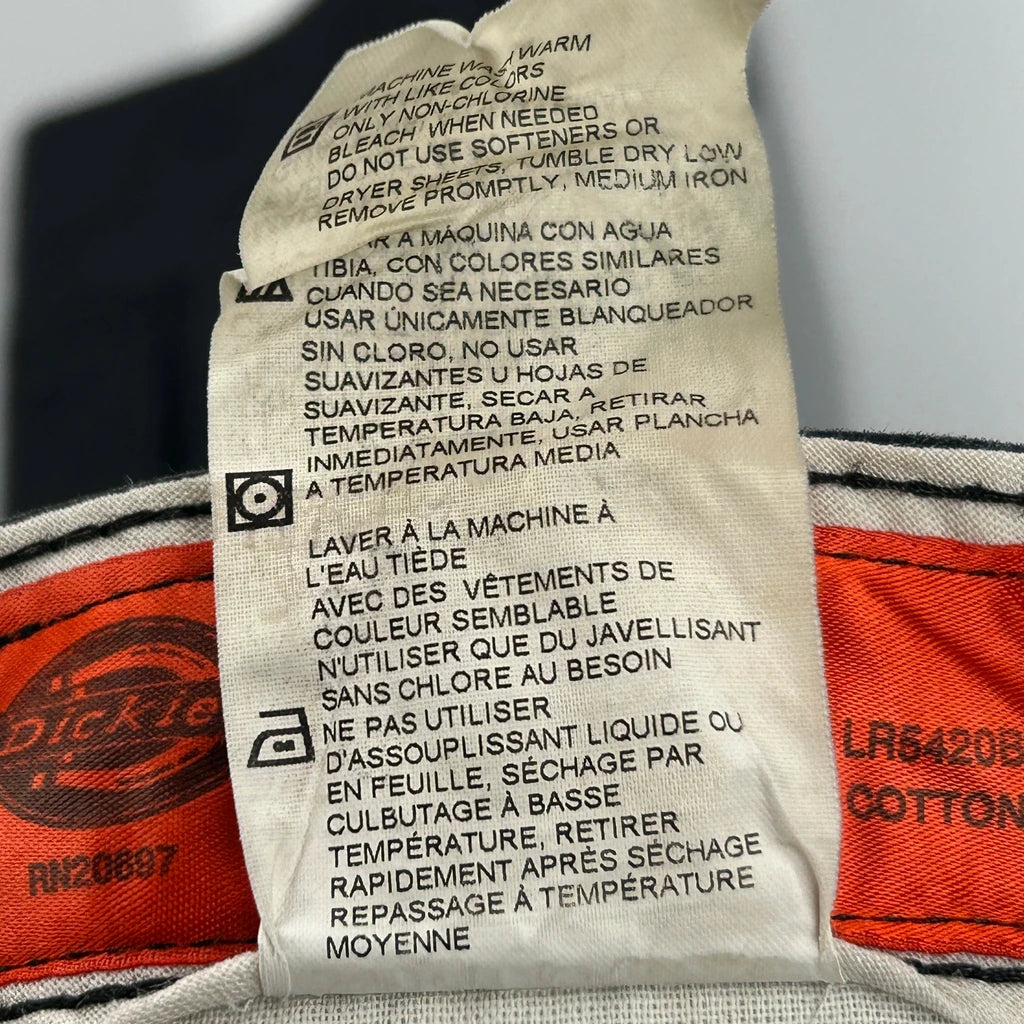 MACHINE WASH WARM
WITH LIKE COLORS
ONLY NON-CHLORINE
BLEACH WHEN NEEDED
DO NOT USE SOFTENERS OR
DRYER SHEETS, TUMBLE DRY LOW
REMOVE PROMPTLY, MEDIUM IRON
A MÁQUINA CON AGUA
TIBIA, CON COLORES SIMILARES
CUANDO SEA NECESARIO
USAR ÚNICAMENTE BLANQUEADOR
SIN CLORO, NO USAR
SUAVIZANTES U HOJAS DE
SUAVIZANTE, SECAR A
TEMPERATURA BAJA, RETIRAR
INMEDIATAMENTE, USAR PLANCHA
A TEMPERATURA MEDIA
LAVER À LA MACHINE À
L'EAU TIÈDE
AVEC DES VÊTEMENTS DE
COULEUR SEMBLABLE
N'UTILISER QUE DU JAVELLISANT
SANS CHLORE AU BESOIN
NE PAS UTILISER
D'ASSOUPLISSANT LIQUIDE OU
EN FEUILLE, SÉCHAGE PAR
CULBUTAGE À BASSE
TEMPÉRATURE, RETIRER
RAPIDEMENT APRÈS SÉCHAGE
REPASSAGE À TEMPÉRATURE
MOYENNE
Dickie
RN20697
LR5420B
COTTON